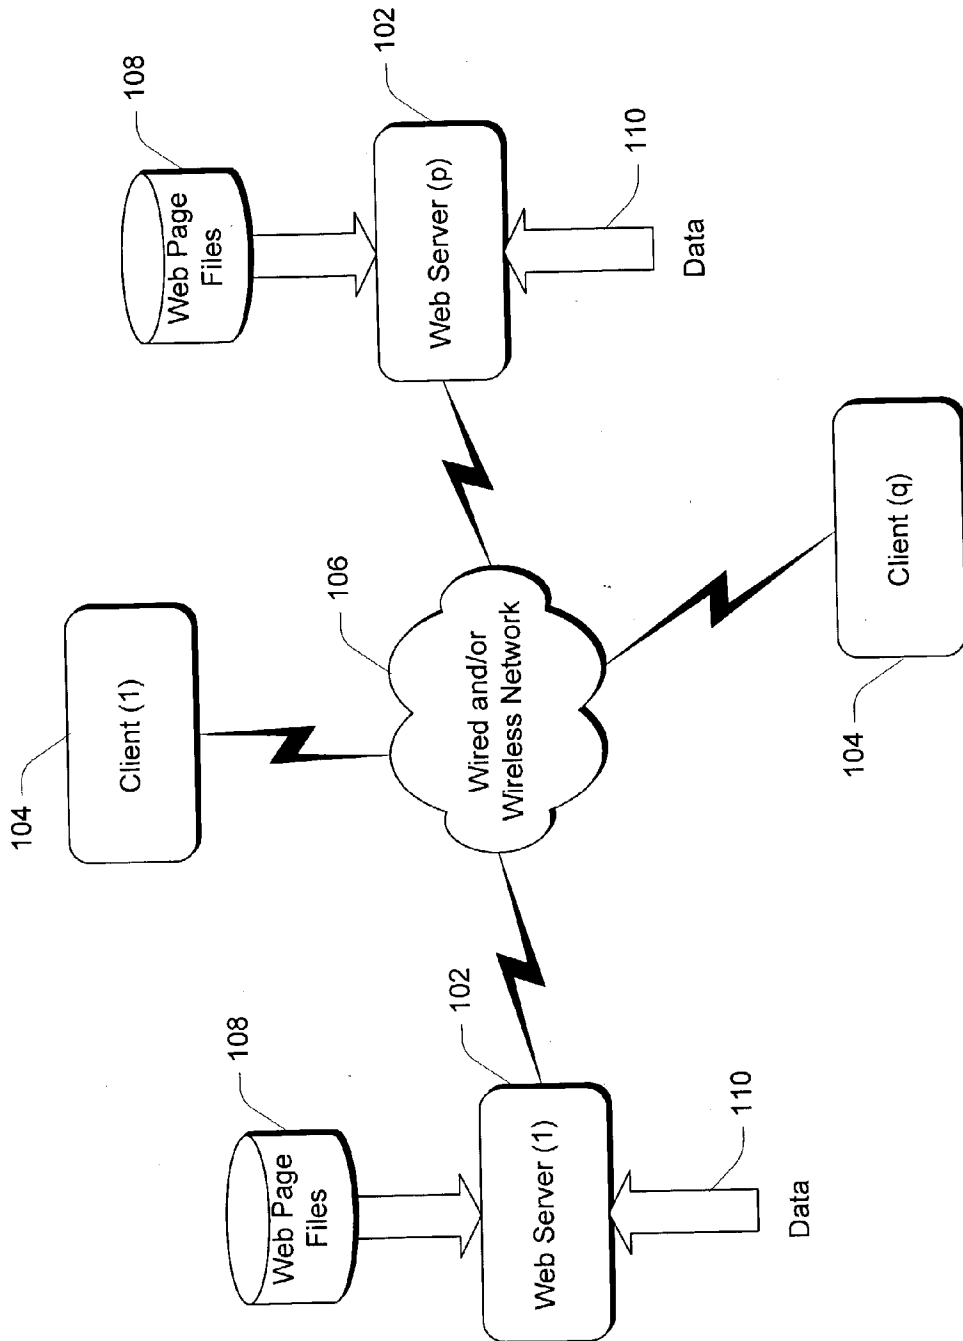 108
Web Page
Files
102
Web Server (1)
110
Data
104
Client (1)
106
Wired and/or
Wireless Network
104
Client (q)
108
Web Page
Files
102
Web Server (p)
110
Data